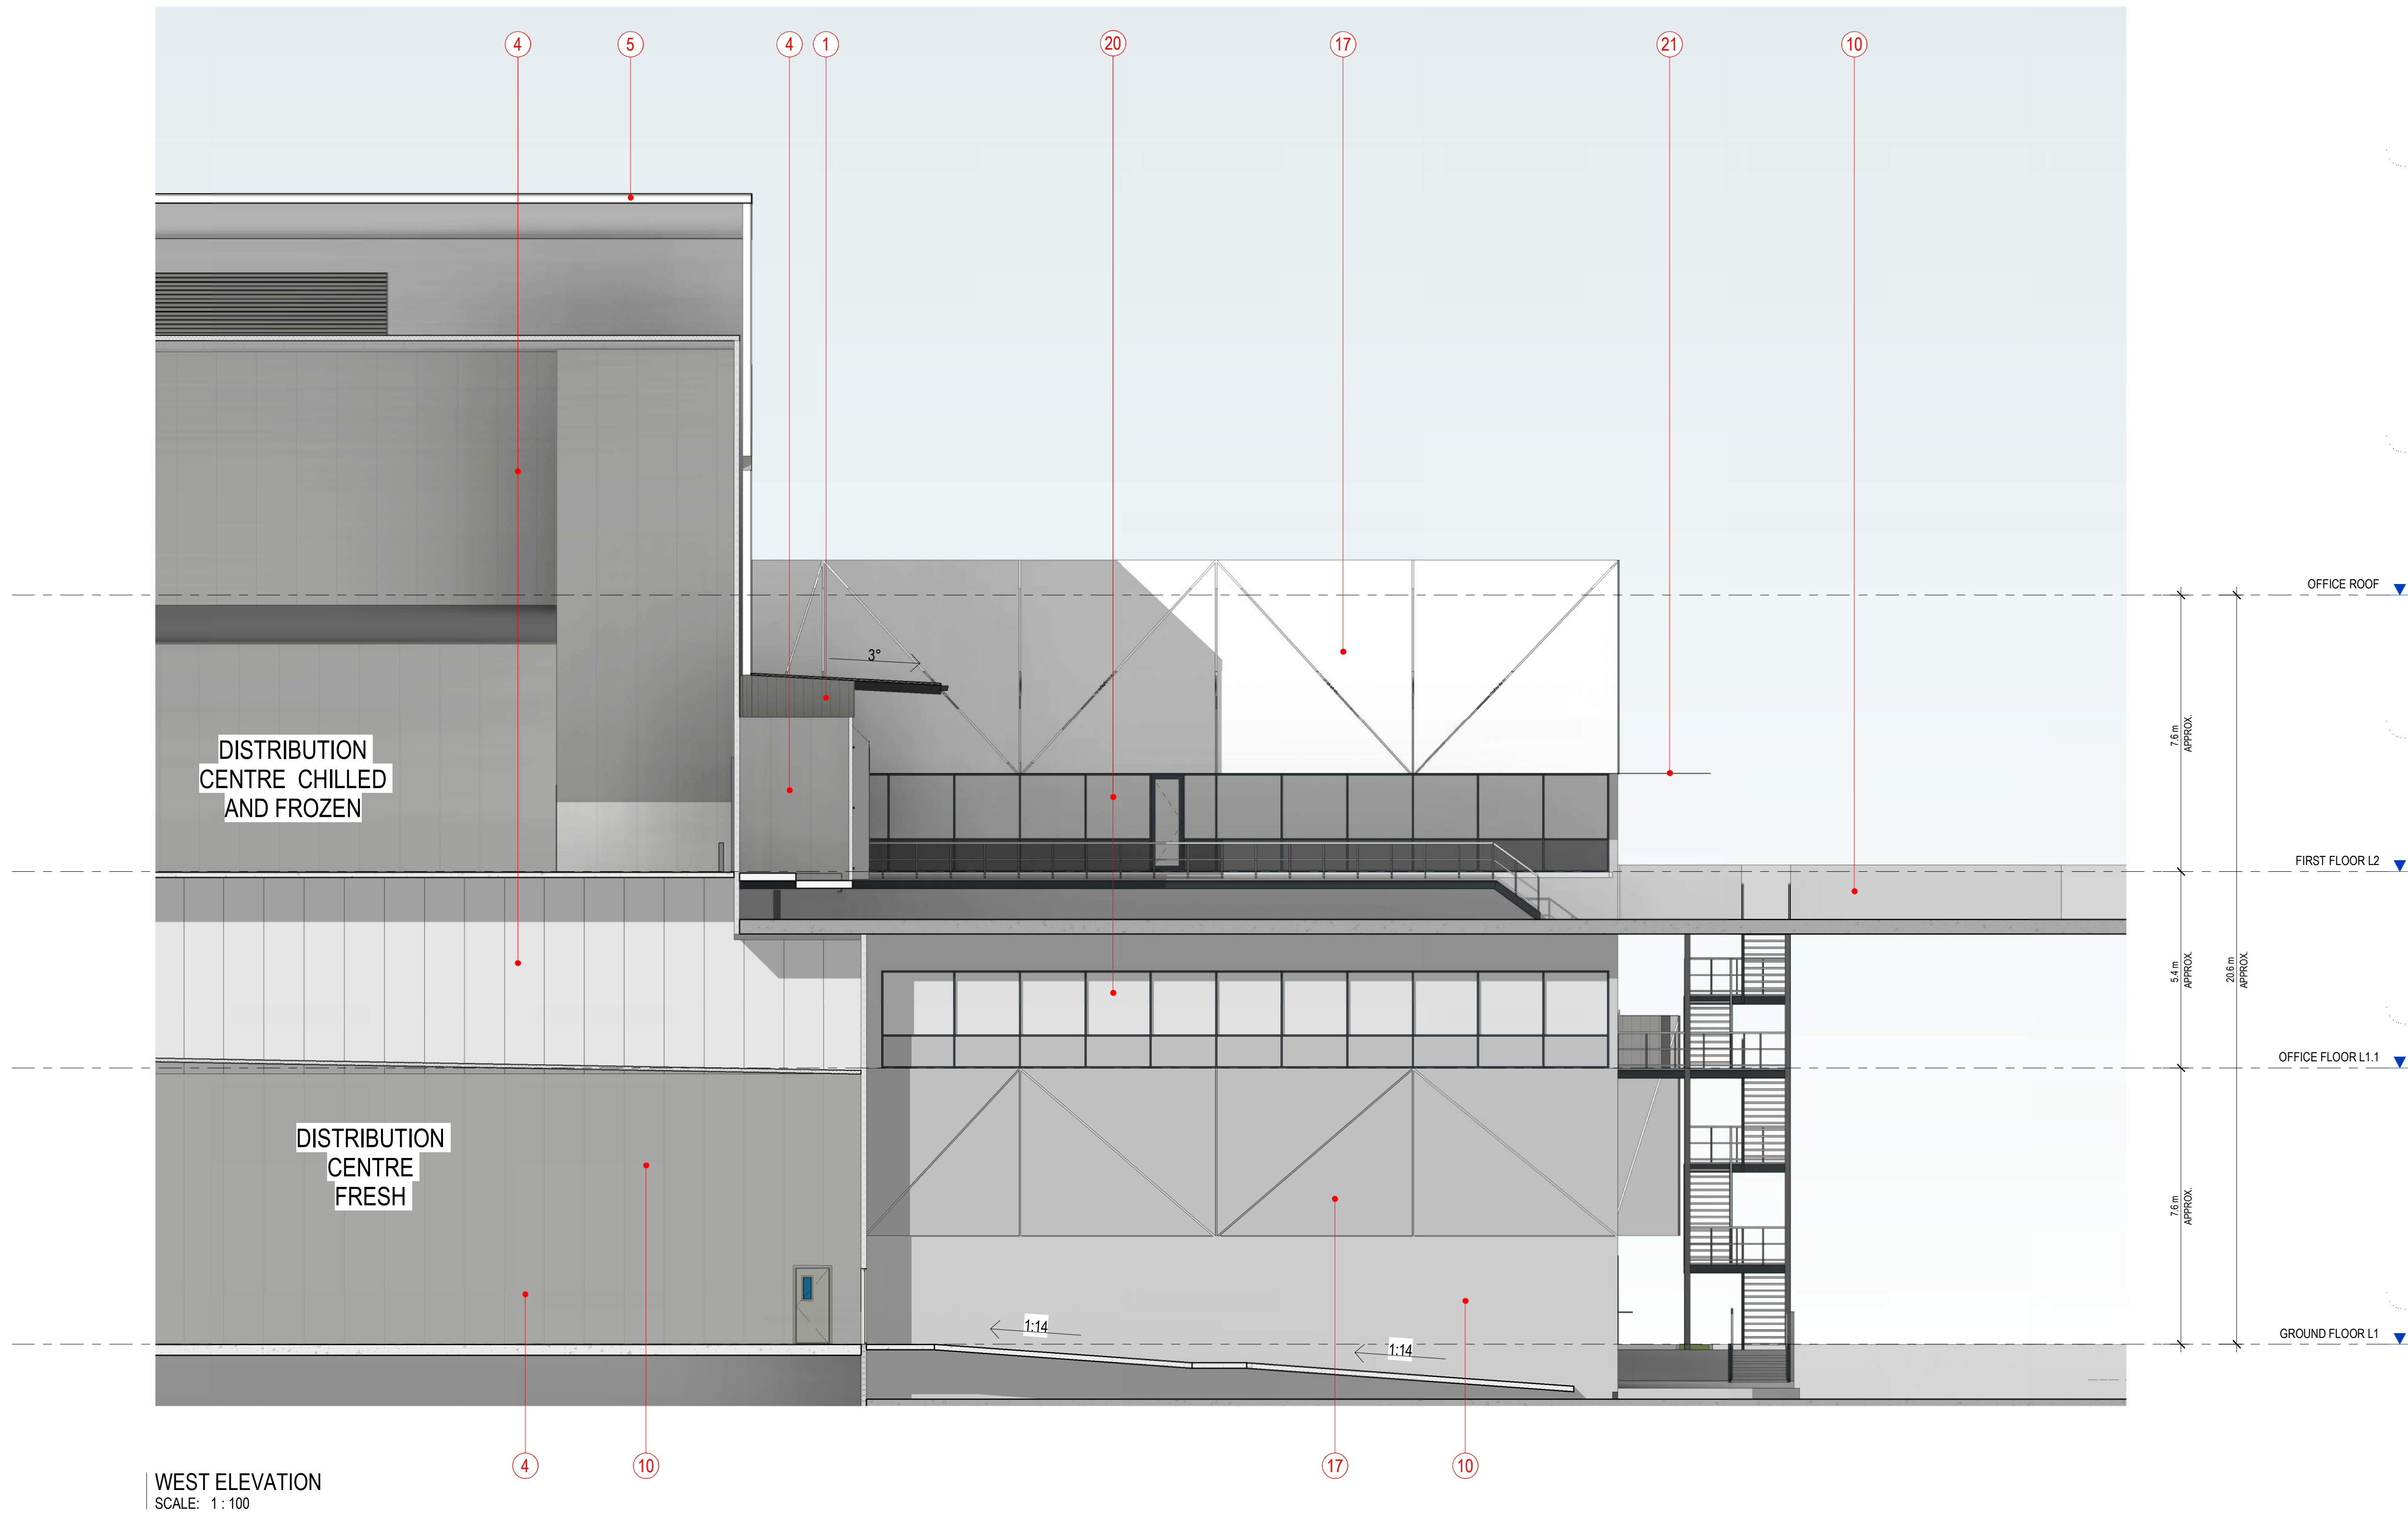 4
5
4
1
20
17
21
10
OFFICE ROOF
3°
7.6 m
APPROX.
DISTRIBUTION
CENTRE CHILLED
AND FROZEN
FIRST FLOOR L2
5.4 m
APPROX.
20.6 m
APPROX.
OFFICE FLOOR L1.1
DISTRIBUTION
CENTRE
FRESH
7.6 m
APPROX.
1:14
1:14
GROUND FLOOR L1
4
10
17
10
WEST ELEVATION
SCALE: 1 : 100